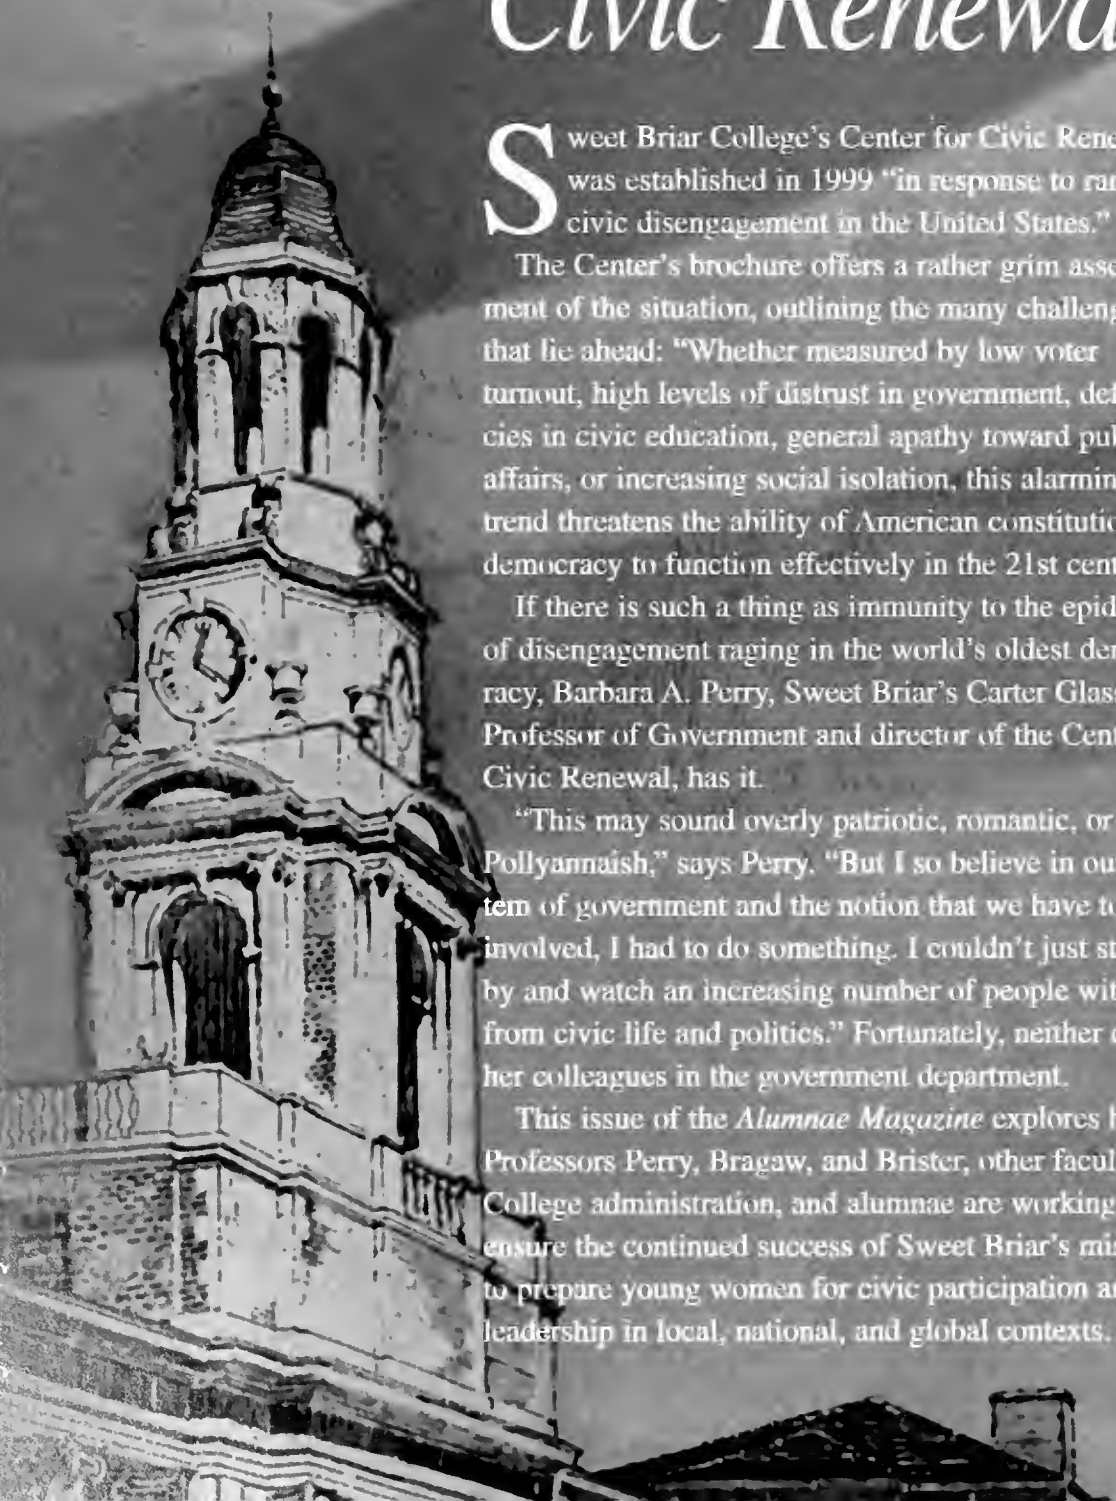 Civic Renewa
Sweet Briar College's Center for Civic Rene
was established in 1999 “in response to ram
civic disengagement in the United States.”
The Center's brochure offers a rather grim asse
ment of the situation, outlining the many challeng
that lie ahead: “Whether measured by low voter
turnout, high levels of distrust in government, def
cies in civic education, general apathy toward pub
affairs, or increasing social isolation, this alarmin
trend threatens the ability of American constitutio
democracy to function effectively in the 21st cent
If there is such a thing as immunity to the epid
of disengagement raging in the world's oldest dem
racy, Barbara A. Perry, Sweet Briar's Carter Glas
Professor of Government and director of the Cent
Civic Renewal, has it.
“This may sound overly patriotic, romantic, or
Pollyannaish,” says Perry. “But I so believe in ou
tem of government and the notion that we have to
involved, I had to do something. I couldn't just st
by and watch an increasing number of people wit
from civic life and politics.” Fortunately, neither
her colleagues in the government department.
This issue of the Alumnae Magazine explores h
Professors Perry, Bragaw, and Brister, other facul
College administration, and alumnae are working
ensure the continued success of Sweet Briar's mis
to prepare young women for civic participation a
leadership in local, national, and global contexts.